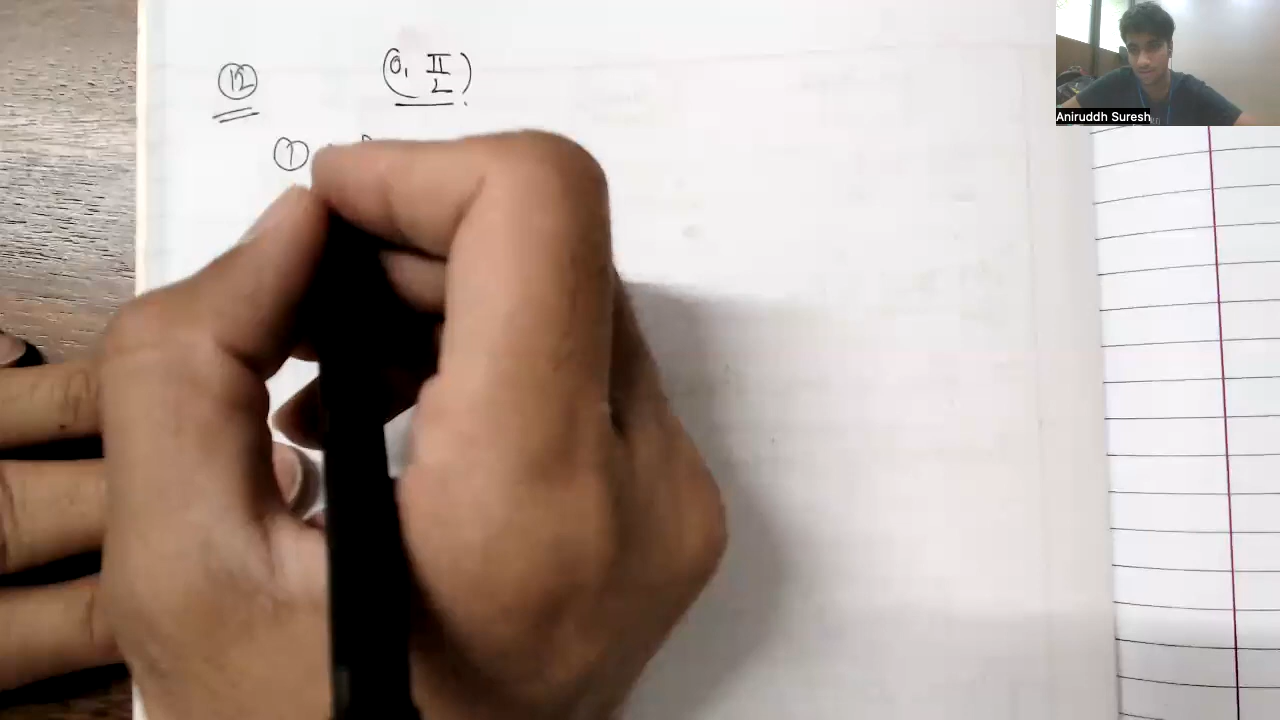 12 (0, π/2)
1
Aniruddh Suresh